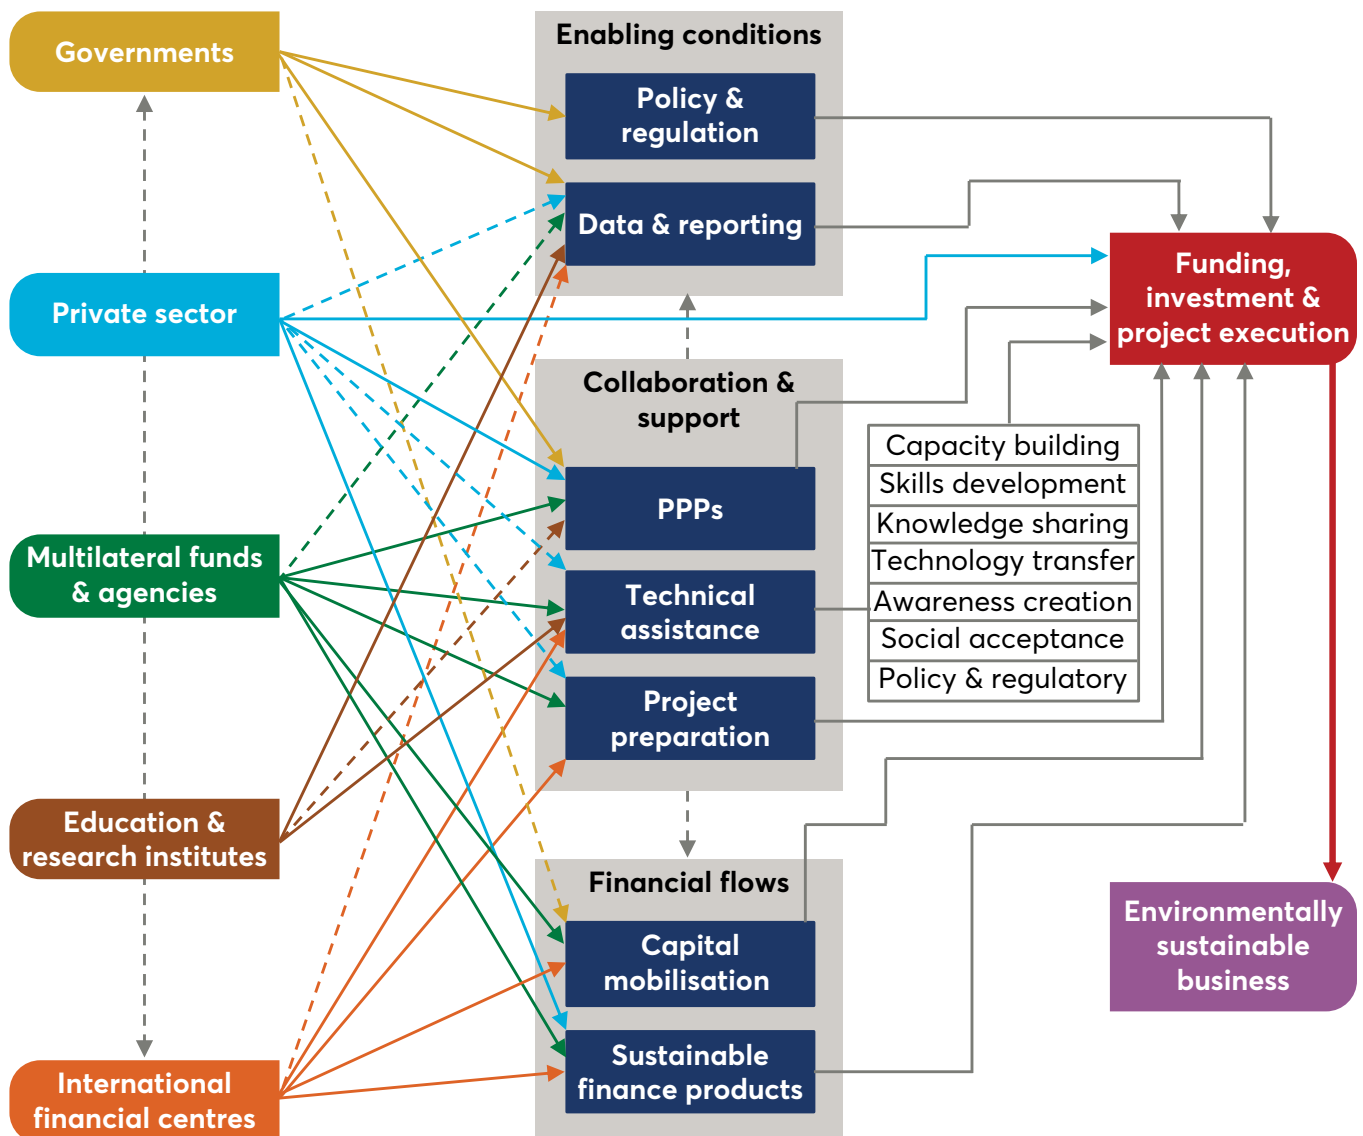 Governments
Private sector
Multilateral funds
& agencies
Education &
research institutes
International
financial centres
Enabling conditions
Policy &
regulation
Data & reporting
Collaboration &
support
PPPs
Technical
assistance
Project
preparation
Financial flows
Capital
mobilisation
Sustainable
finance products
Capacity building
Skills development
Knowledge sharing
Technology transfer
Awareness creation
Social acceptance
Policy & regulatory
Funding,
investment &
project execution
Environmentally
sustainable
business